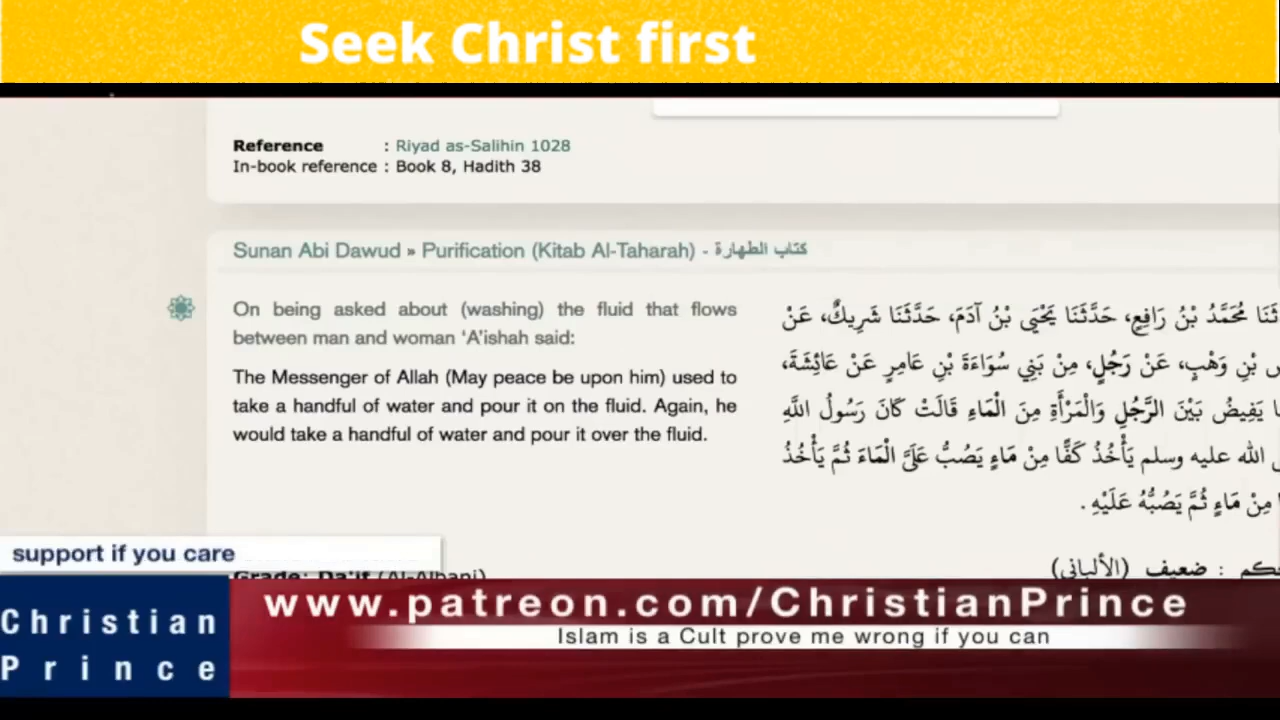 Seek Christ first
Reference : Riyad as-Salihin 1028
In-book reference : Book 8, Hadith 38
Sunan Abi Dawud » Purification (Kitab Al-Taharah) - كتاب الطهارة
On being asked about (washing) the fluid that flows
between man and woman ‘A’ishah said:
The Messenger of Allah (May peace be upon him) used to
take a handful of water and pour it on the fluid. Again, he
would take a handful of water and pour it over the fluid.
مُحَمَّدُ بْنُ رَافِعٍ، حَدَّثَنَا يَحْيَى بْنُ آدَمَ، حَدَّثَنَا شَرِيكٌ، عَنْ
بْنِ وَهْبٍ، عَنْ رَجُلٍ، مِنْ بَنِي سُوَاءَةَ بْنِ عَامِرٍ عَنْ عَائِشَةَ،
يَفِيضُ بَيْنَ الرَّجُلِ وَالْمَرْأَةِ مِنَ الْمَاءِ قَالَتْ كَانَ رَسُولُ اللَّهِ
الله عليه وسلم يَأْخُذُ كَفًّا مِنْ مَاءٍ يَصُبُّ عَلَىَّ الْمَاءَ ثُمَّ يَأْخُذُ
مِنْ مَاءٍ ثُمَّ يَصُبُّهُ عَلَيْهِ .
support if you care
Grade: Da'if (Al-Albani)
: ضعيف (الألباني)
Christian
Prince
www.patreon.com/ChristianPrince
Islam is a Cult prove me wrong if you can